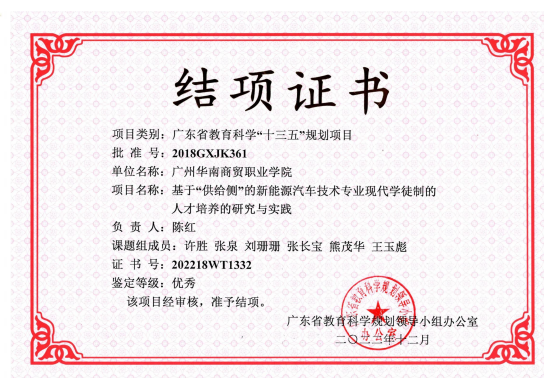 结项证书
项目类别：广东省教育科学“十三五”规划项目
批 准 号：2018GXJK361
单位名称：广州华南商贸职业学院
项目名称：基于“供给侧”的新能源汽车技术专业现代学徒制的
人才培养的研究与实践
负 责 人：陈红
课题组成员：许胜 张泉 刘珊珊 张长宝 熊茂华 王玉彪
证 书 号：202218WT1332
鉴定等级：优秀
该项目经审核，准予结项。
广东省教育科学规划领导小组办公室
二〇二二年十二月